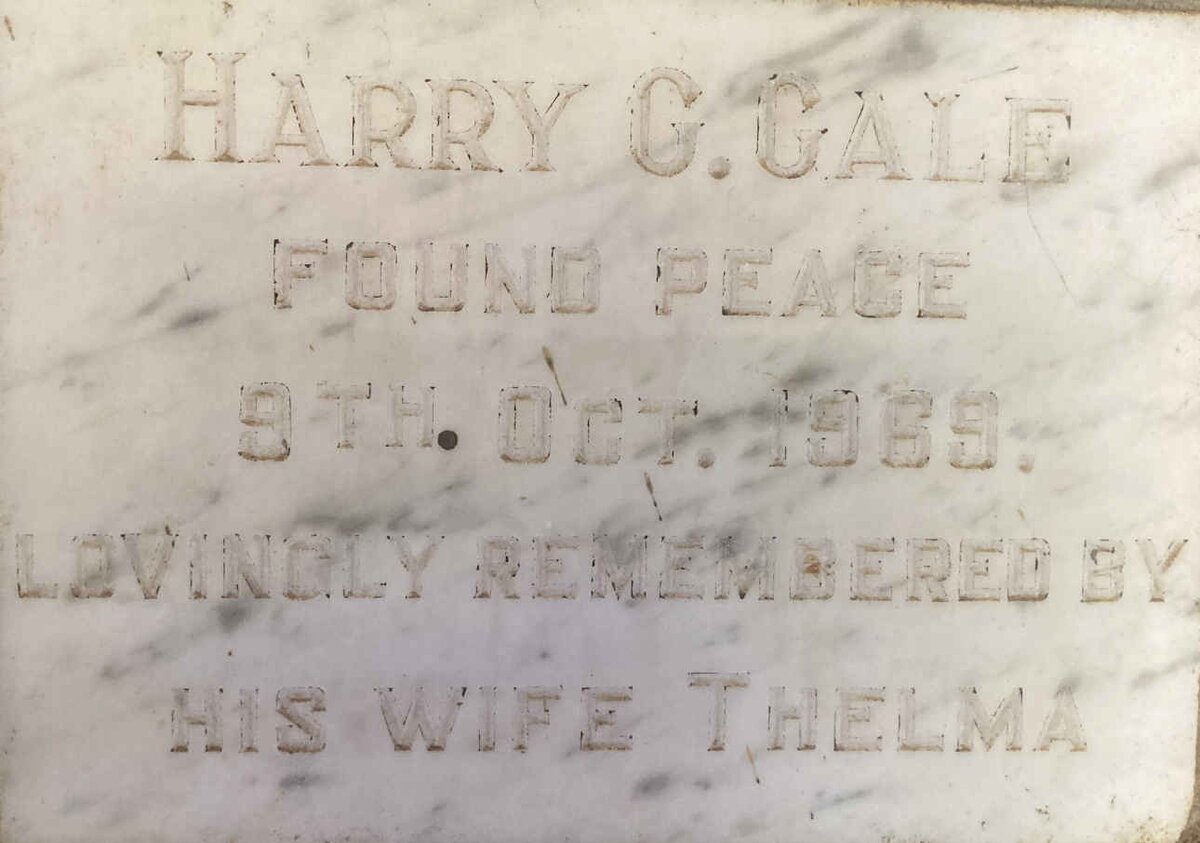 HARRY G. GALE
FOUND PEACE
9TH. OCT. 1969.
LOVINGLY REMEMBERED BY
HIS WIFE THELMA